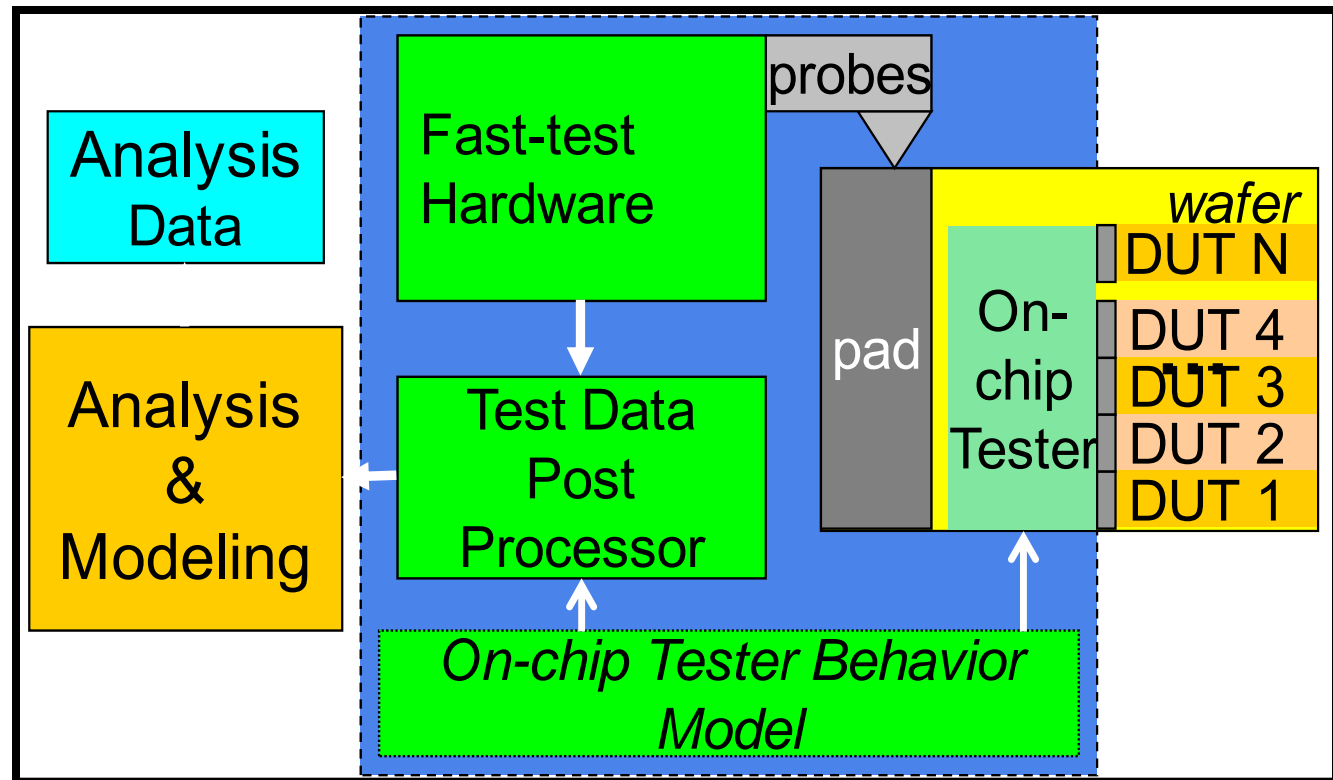 Analysis
Data
Analysis
&
Modeling
Fast-test
Hardware
probes
Test Data
Post
Processor
On-chip Tester Behavior
Model
pad
wafer
On-
chip
Tester
DUT N
DUT 4
...
DUT 3
DUT 2
DUT 1